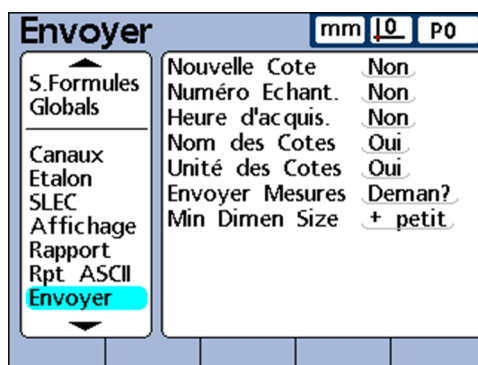 Envoyer
mm 0 P0
S.Formules
Globals
Canaux
Etalon
SLEC
Affichage
Rapport
Rpt ASCII
Envoyer
Nouvelle Cote Non
Numéro Echant. Non
Heure d'acquis. Non
Nom des Cotes Oui
Unité des Cotes Oui
Envoyer Mesures Deman?
Min Dimen Size + petit